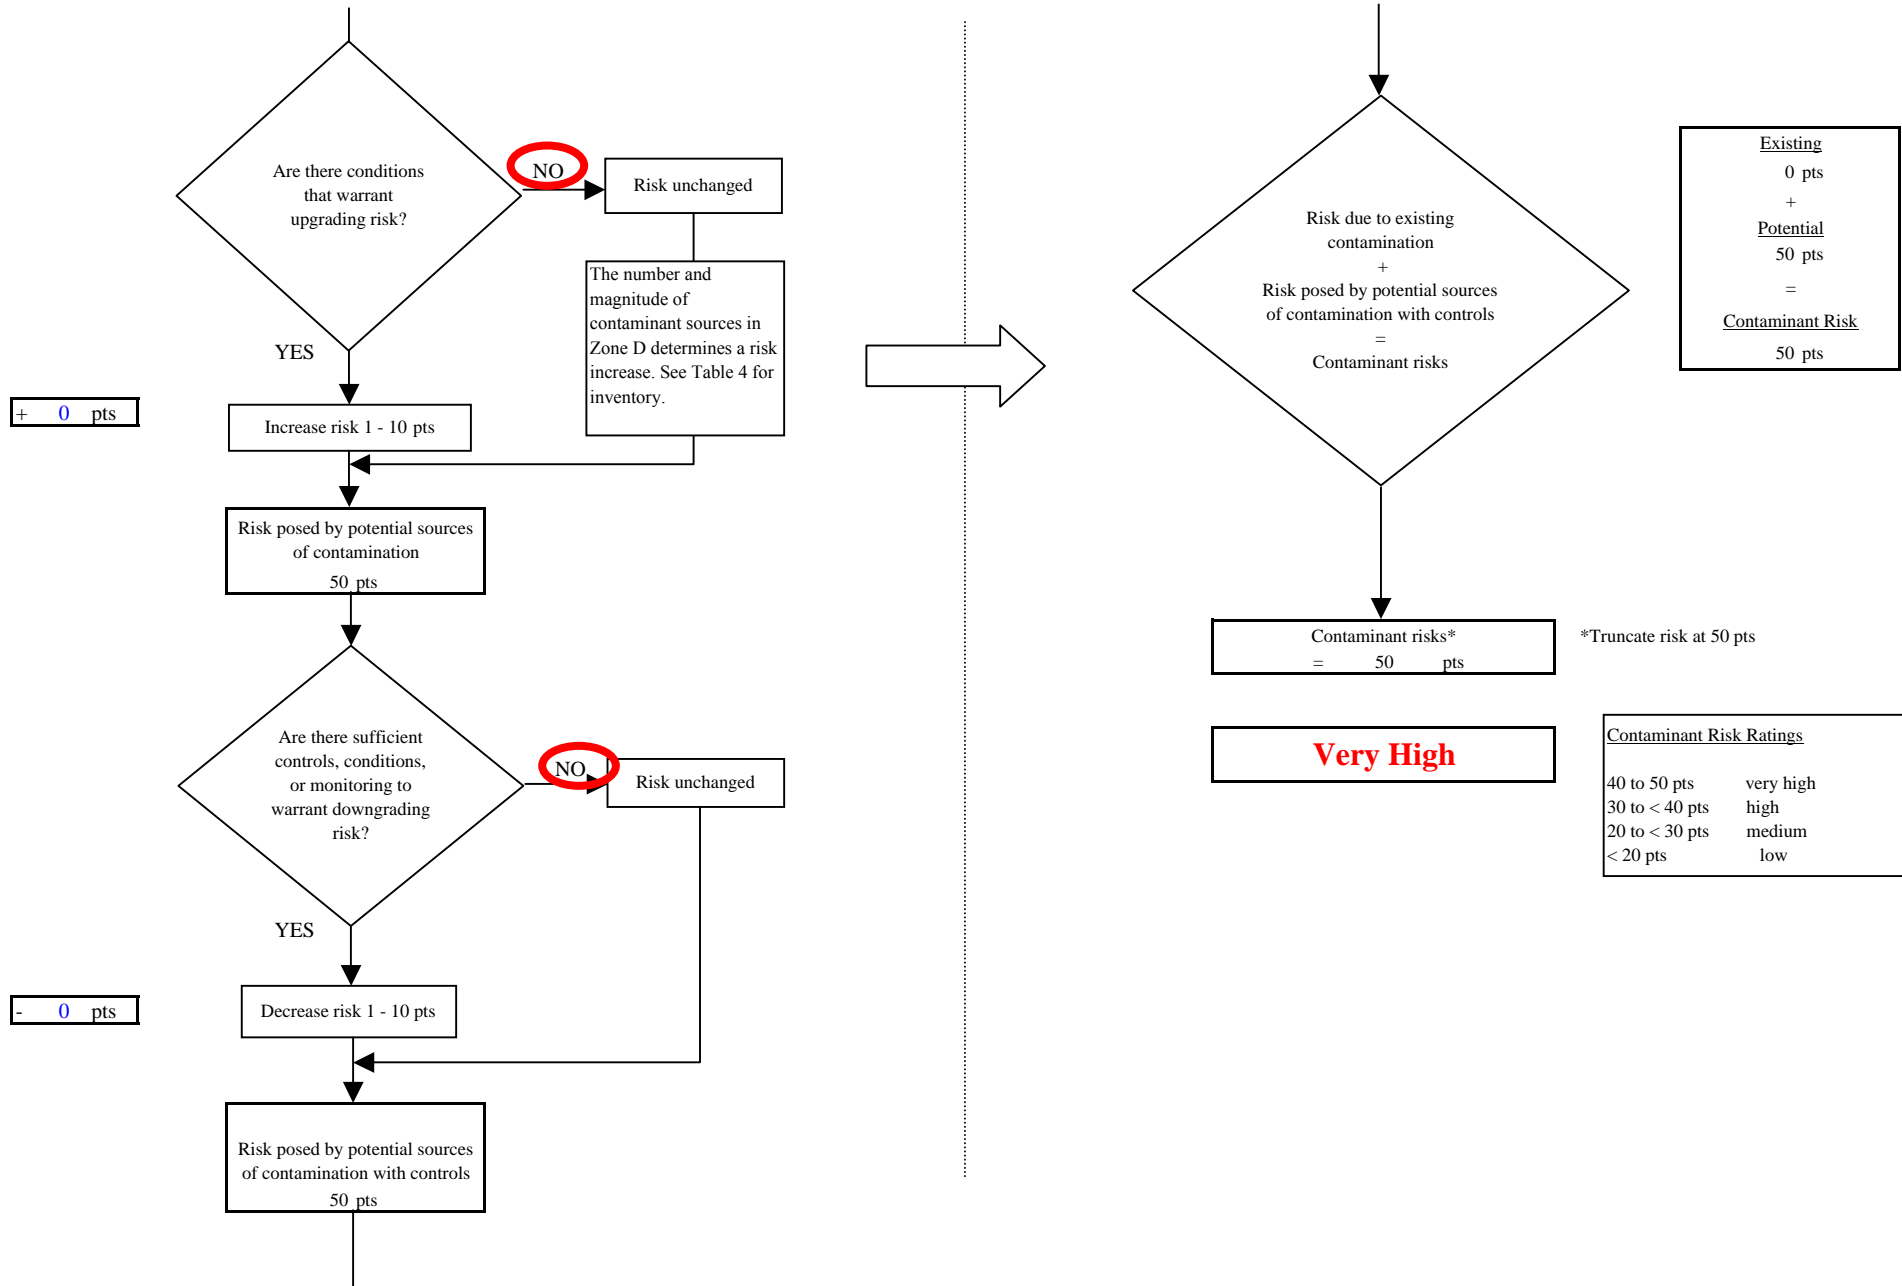 Are there conditions
that warrant
upgrading risk?
NO
Risk unchanged
The number and
magnitude of
contaminant sources in
Zone D determines a risk
increase. See Table 4 for
inventory.
YES
+ 0 pts
Increase risk 1 - 10 pts
Risk posed by potential sources
of contamination
50 pts
Are there sufficient
controls, conditions,
or monitoring to
warrant downgrading
risk?
NO
Risk unchanged
YES
- 0 pts
Decrease risk 1 - 10 pts
Risk posed by potential sources
of contamination with controls
50 pts
Risk due to existing
contamination
+
Risk posed by potential sources
of contamination with controls
=
Contaminant risks
Existing
0 pts
+
Potential
50 pts
=
Contaminant Risk
50 pts
Contaminant risks*
= 50 pts
*Truncate risk at 50 pts
Very High
Contaminant Risk Ratings
40 to 50 pts very high
30 to < 40 pts high
20 to < 30 pts medium
< 20 pts low